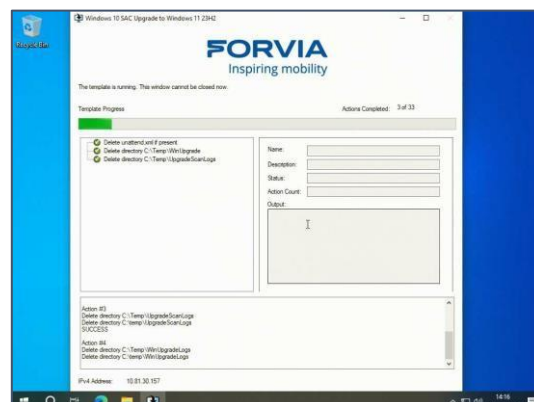 Recycle Bin
Windows 10 SAC Upgrade to Windows 11 23H2
FORVIA
Inspiring mobility
The template is running. This window cannot be closed now.
Template Progress
Actions Completed: 3 of 33
Delete unattend.xml if present
Delete directory C:\Temp\WinUpgrade
Delete directory C:\Temp\UpgradeScanLogs
Name:
Description:
Status:
Action Count:
Output:
Action #3
Delete directory C:\Temp\UpgradeScanLogs
Delete directory C:\temp\UpgradeScanLogs
SUCCESS
Action #4
Delete directory C:\Temp\WinUpgradeLogs
Delete directory C:\temp\WinUpgradeLogs
IPv4 Address: 10.81.30.157
14:16